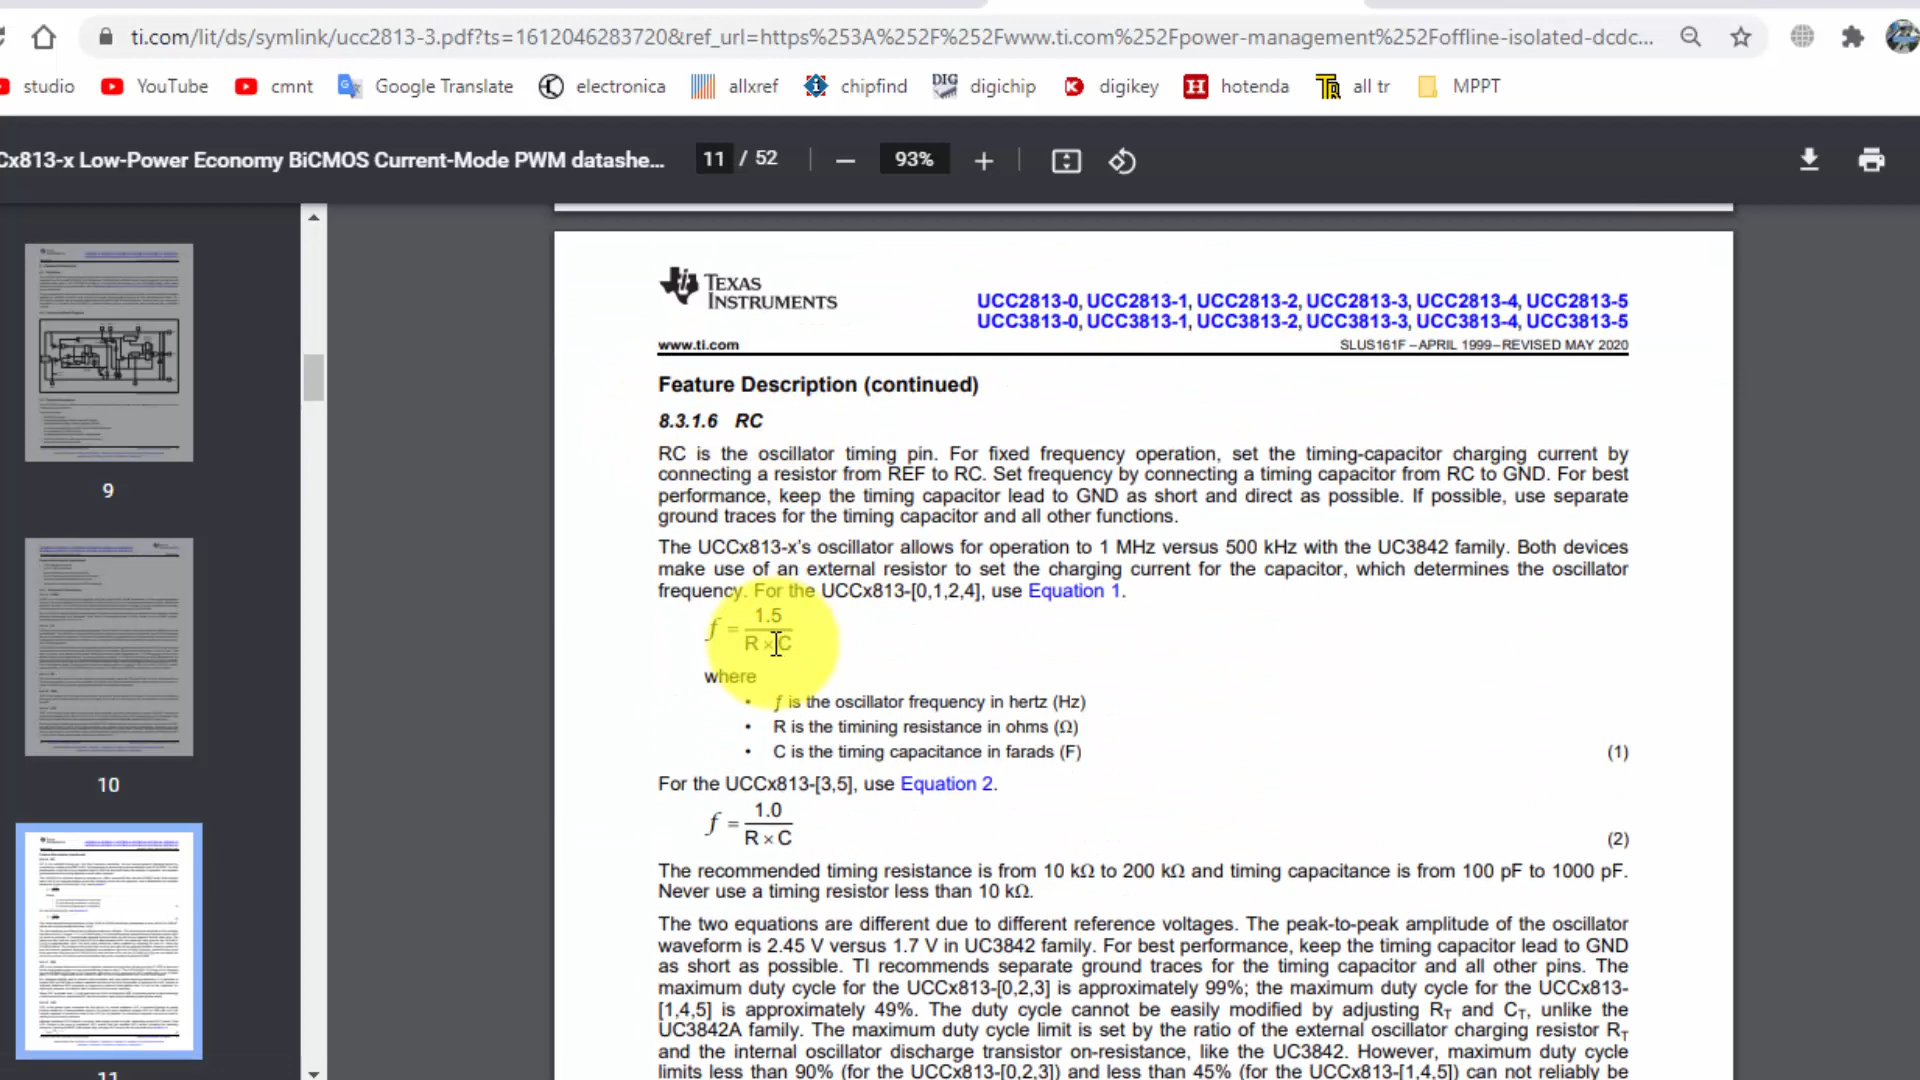 ti.com/lit/ds/symlink/ucc2813-3.pdf?ts=1612046283720&ref_url=https%253A%252F%252Fwww.ti.com%252Fpower-management%252Foffline-isolated-dcdc...
studio YouTube cmnt Google Translate electronica allxref chipfind DIG digichip digikey H hotenda all tr MPPT
Cx813-x Low-Power Economy BiCMOS Current-Mode PWM datashe... 11 / 52 — 93% +
9
10
11
TEXAS
INSTRUMENTS
UCC2813-0, UCC2813-1, UCC2813-2, UCC2813-3, UCC2813-4, UCC2813-5
UCC3813-0, UCC3813-1, UCC3813-2, UCC3813-3, UCC3813-4, UCC3813-5
www.ti.com SLUS161F –APRIL 1999–REVISED MAY 2020
Feature Description (continued)
8.3.1.6 RC
RC is the oscillator timing pin. For fixed frequency operation, set the timing-capacitor charging current by
connecting a resistor from REF to RC. Set frequency by connecting a timing capacitor from RC to GND. For best
performance, keep the timing capacitor lead to GND as short and direct as possible. If possible, use separate
ground traces for the timing capacitor and all other functions.
The UCCx813-x's oscillator allows for operation to 1 MHz versus 500 kHz with the UC3842 family. Both devices
make use of an external resistor to set the charging current for the capacitor, which determines the oscillator
frequency. For the UCCx813-[0,1,2,4], use Equation 1.
1.5
f =
R × C
where
• f is the oscillator frequency in hertz (Hz)
• R is the timining resistance in ohms (Ω)
• C is the timing capacitance in farads (F) (1)
For the UCCx813-[3,5], use Equation 2.
1.0
f =
R × C (2)
The recommended timing resistance is from 10 kΩ to 200 kΩ and timing capacitance is from 100 pF to 1000 pF.
Never use a timing resistor less than 10 kΩ.
The two equations are different due to different reference voltages. The peak-to-peak amplitude of the oscillator
waveform is 2.45 V versus 1.7 V in UC3842 family. For best performance, keep the timing capacitor lead to GND
as short as possible. TI recommends separate ground traces for the timing capacitor and all other pins. The
maximum duty cycle for the UCCx813-[0,2,3] is approximately 99%; the maximum duty cycle for the UCCx813-
[1,4,5] is approximately 49%. The duty cycle cannot be easily modified by adjusting RT and CT, unlike the
UC3842A family. The maximum duty cycle limit is set by the ratio of the external oscillator charging resistor RT
and the internal oscillator discharge transistor on-resistance, like the UC3842. However, maximum duty cycle
limits less than 90% (for the UCCx813-[0,2,3]) and less than 45% (for the UCCx813-[1,4,5]) can not reliably be